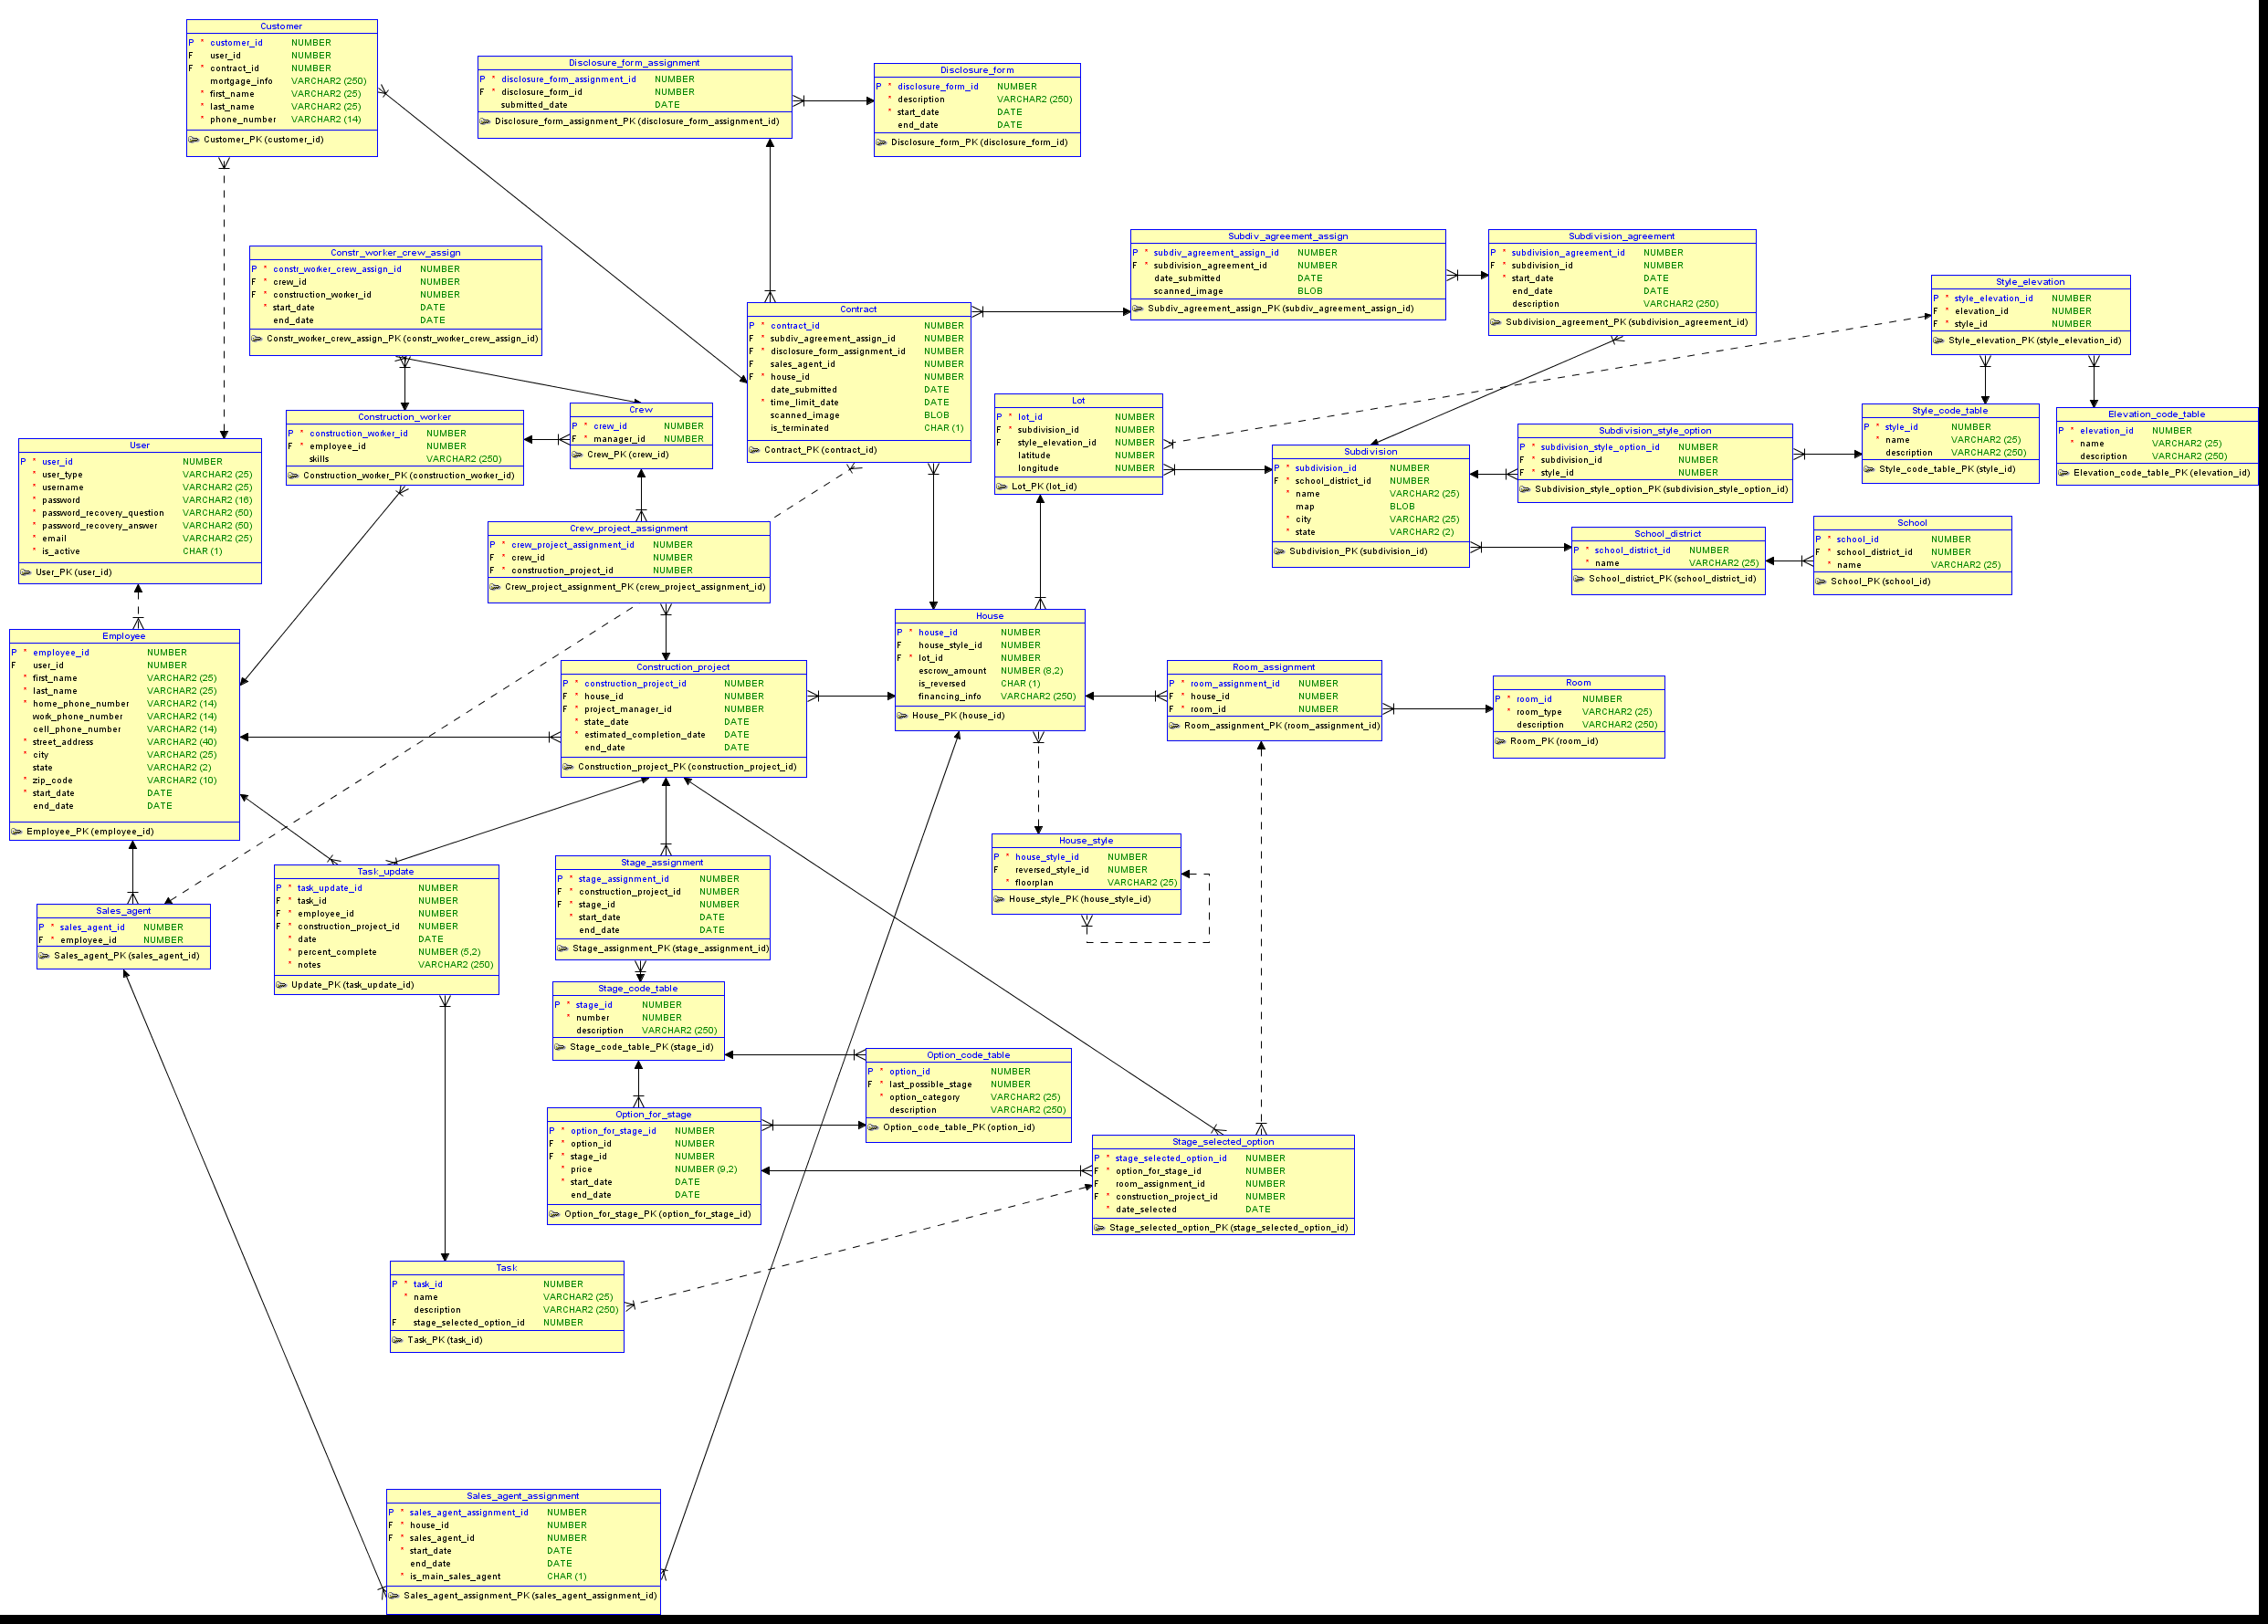 Customer
P * customer_id NUMBER
F user_id NUMBER
F * contract_id NUMBER
mortgage_info VARCHAR2 (250)
* first_name VARCHAR2 (25)
* last_name VARCHAR2 (25)
* phone_number VARCHAR2 (14)
Customer_PK (customer_id)
Disclosure_form_assignment
P * disclosure_form_assignment_id NUMBER
F * disclosure_form_id NUMBER
submitted_date DATE
Disclosure_form_assignment_PK (disclosure_form_assignment_id)
Disclosure_form
P * disclosure_form_id NUMBER
* description VARCHAR2 (250)
* start_date DATE
end_date DATE
Disclosure_form_PK (disclosure_form_id)
Constr_worker_crew_assign
P * constr_worker_crew_assign_id NUMBER
F * crew_id NUMBER
F * construction_worker_id NUMBER
* start_date DATE
end_date DATE
Constr_worker_crew_assign_PK (constr_worker_crew_assign_id)
Contract
P * contract_id NUMBER
F * subdiv_agreement_assign_id NUMBER
F * disclosure_form_assignment_id NUMBER
F sales_agent_id NUMBER
F * house_id NUMBER
date_submitted DATE
* time_limit_date DATE
scanned_image BLOB
is_terminated CHAR (1)
Contract_PK (contract_id)
Subdiv_agreement_assign
P * subdiv_agreement_assign_id NUMBER
F * subdivision_agreement_id NUMBER
date_submitted DATE
scanned_image BLOB
Subdiv_agreement_assign_PK (subdiv_agreement_assign_id)
Subdivision_agreement
P * subdivision_agreement_id NUMBER
F * subdivision_id NUMBER
* start_date DATE
end_date DATE
description VARCHAR2 (250)
Subdivision_agreement_PK (subdivision_agreement_id)
Style_elevation
P * style_elevation_id NUMBER
F * elevation_id NUMBER
F * style_id NUMBER
Style_elevation_PK (style_elevation_id)
User
P * user_id NUMBER
* user_type VARCHAR2 (25)
* username VARCHAR2 (25)
* password VARCHAR2 (16)
* password_recovery_question VARCHAR2 (50)
* password_recovery_answer VARCHAR2 (50)
* email VARCHAR2 (25)
* is_active CHAR (1)
User_PK (user_id)
Construction_worker
P * construction_worker_id NUMBER
F * employee_id NUMBER
skills VARCHAR2 (250)
Construction_worker_PK (construction_worker_id)
Crew
P * crew_id NUMBER
F * manager_id NUMBER
Crew_PK (crew_id)
Lot
P * lot_id NUMBER
F * subdivision_id NUMBER
F style_elevation_id NUMBER
latitude NUMBER
longitude NUMBER
Lot_PK (lot_id)
Subdivision
P * subdivision_id NUMBER
F * school_district_id NUMBER
* name VARCHAR2 (25)
map BLOB
* city VARCHAR2 (25)
* state VARCHAR2 (2)
Subdivision_PK (subdivision_id)
Subdivision_style_option
P * subdivision_style_option_id NUMBER
F * subdivision_id NUMBER
F * style_id NUMBER
Subdivision_style_option_PK (subdivision_style_option_id)
Style_code_table
P * style_id NUMBER
* name VARCHAR2 (25)
description VARCHAR2 (250)
Style_code_table_PK (style_id)
Elevation_code_table
P * elevation_id NUMBER
* name VARCHAR2 (25)
description VARCHAR2 (250)
Elevation_code_table_PK (elevation_id)
Crew_project_assignment
P * crew_project_assignment_id NUMBER
F * crew_id NUMBER
F * construction_project_id NUMBER
Crew_project_assignment_PK (crew_project_assignment_id)
School_district
P * school_district_id NUMBER
* name VARCHAR2 (25)
School_district_PK (school_district_id)
School
P * school_id NUMBER
F * school_district_id NUMBER
* name VARCHAR2 (25)
School_PK (school_id)
Employee
P * employee_id NUMBER
F user_id NUMBER
* first_name VARCHAR2 (25)
* last_name VARCHAR2 (25)
* home_phone_number VARCHAR2 (14)
work_phone_number VARCHAR2 (14)
cell_phone_number VARCHAR2 (14)
* street_address VARCHAR2 (40)
* city VARCHAR2 (25)
state VARCHAR2 (2)
* zip_code VARCHAR2 (10)
* start_date DATE
end_date DATE
Employee_PK (employee_id)
Construction_project
P * construction_project_id NUMBER
F * house_id NUMBER
F * project_manager_id NUMBER
* state_date DATE
* estimated_completion_date DATE
end_date DATE
Construction_project_PK (construction_project_id)
House
P * house_id NUMBER
F house_style_id NUMBER
F * lot_id NUMBER
escrow_amount NUMBER (8,2)
is_reversed CHAR (1)
financing_info VARCHAR2 (250)
House_PK (house_id)
Room_assignment
P * room_assignment_id NUMBER
F * house_id NUMBER
F * room_id NUMBER
Room_assignment_PK (room_assignment_id)
Room
P * room_id NUMBER
* room_type VARCHAR2 (25)
description VARCHAR2 (250)
Room_PK (room_id)
Sales_agent
P * sales_agent_id NUMBER
F * employee_id NUMBER
Sales_agent_PK (sales_agent_id)
Task_update
P * task_update_id NUMBER
F * task_id NUMBER
F * employee_id NUMBER
F * construction_project_id NUMBER
* date DATE
* percent_complete NUMBER (5,2)
* notes VARCHAR2 (250)
Update_PK (task_update_id)
Stage_assignment
P * stage_assignment_id NUMBER
F * construction_project_id NUMBER
F * stage_id NUMBER
* start_date DATE
end_date DATE
Stage_assignment_PK (stage_assignment_id)
House_style
P * house_style_id NUMBER
F reversed_style_id NUMBER
* floorplan VARCHAR2 (25)
House_style_PK (house_style_id)
Stage_code_table
P * stage_id NUMBER
* number NUMBER
description VARCHAR2 (250)
Stage_code_table_PK (stage_id)
Option_code_table
P * option_id NUMBER
F * last_possible_stage NUMBER
* option_category VARCHAR2 (25)
description VARCHAR2 (250)
Option_code_table_PK (option_id)
Option_for_stage
P * option_for_stage_id NUMBER
F * option_id NUMBER
F * stage_id NUMBER
* price NUMBER (9,2)
* start_date DATE
end_date DATE
Option_for_stage_PK (option_for_stage_id)
Stage_selected_option
P * stage_selected_option_id NUMBER
F * option_for_stage_id NUMBER
F room_assignment_id NUMBER
F * construction_project_id NUMBER
* date_selected DATE
Stage_selected_option_PK (stage_selected_option_id)
Task
P * task_id NUMBER
* name VARCHAR2 (25)
description VARCHAR2 (250)
F stage_selected_option_id NUMBER
Task_PK (task_id)
Sales_agent_assignment
P * sales_agent_assignment_id NUMBER
F * house_id NUMBER
F * sales_agent_id NUMBER
* start_date DATE
end_date DATE
* is_main_sales_agent CHAR (1)
Sales_agent_assignment_PK (sales_agent_assignment_id)